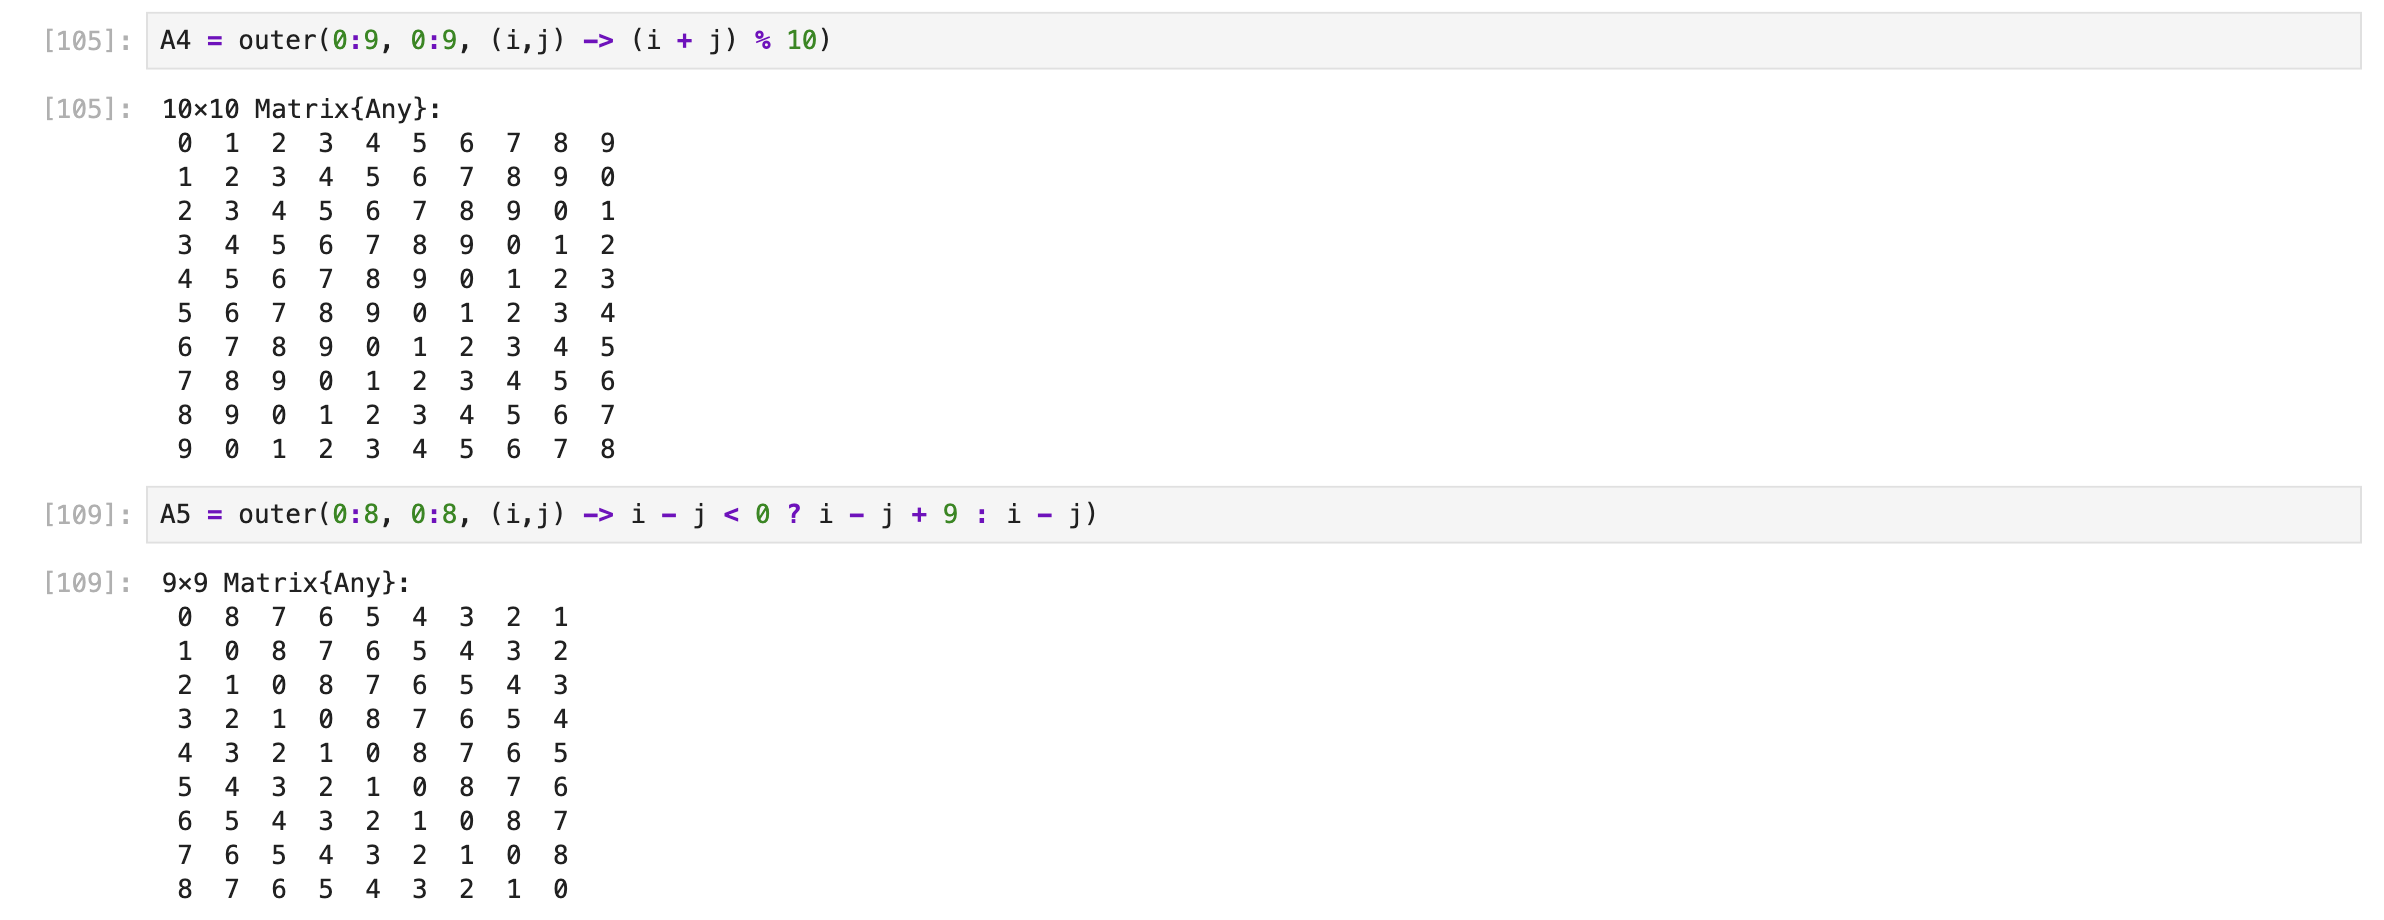 [105]: A4 = outer(0:9, 0:9, (i,j) -> (i + j) % 10)
[105]: 10×10 Matrix{Any}:
0 1 2 3 4 5 6 7 8 9
1 2 3 4 5 6 7 8 9 0
2 3 4 5 6 7 8 9 0 1
3 4 5 6 7 8 9 0 1 2
4 5 6 7 8 9 0 1 2 3
5 6 7 8 9 0 1 2 3 4
6 7 8 9 0 1 2 3 4 5
7 8 9 0 1 2 3 4 5 6
8 9 0 1 2 3 4 5 6 7
9 0 1 2 3 4 5 6 7 8
[109]: A5 = outer(0:8, 0:8, (i,j) -> i - j < 0 ? i - j + 9 : i - j)
[109]: 9×9 Matrix{Any}:
0 8 7 6 5 4 3 2 1
1 0 8 7 6 5 4 3 2
2 1 0 8 7 6 5 4 3
3 2 1 0 8 7 6 5 4
4 3 2 1 0 8 7 6 5
5 4 3 2 1 0 8 7 6
6 5 4 3 2 1 0 8 7
7 6 5 4 3 2 1 0 8
8 7 6 5 4 3 2 1 0